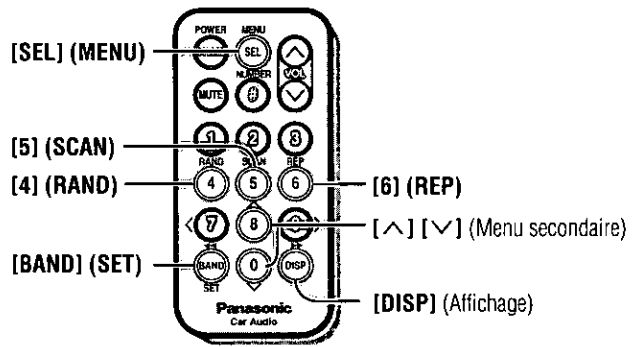 POWER MENU
[SEL] (MENU)
SEL
VOL
NUMBER
MUTE #
1 2 3
[5] (SCAN)
RAND SCAN REP
[4] (RAND)
4 5 6
[6] (REP)
7 8 9
[∧] [∨] (Menu secondaire)
[BAND] (SET)
BAND 0 DISP
SET
[DISP] (Affichage)
Panasonic
Car Audio